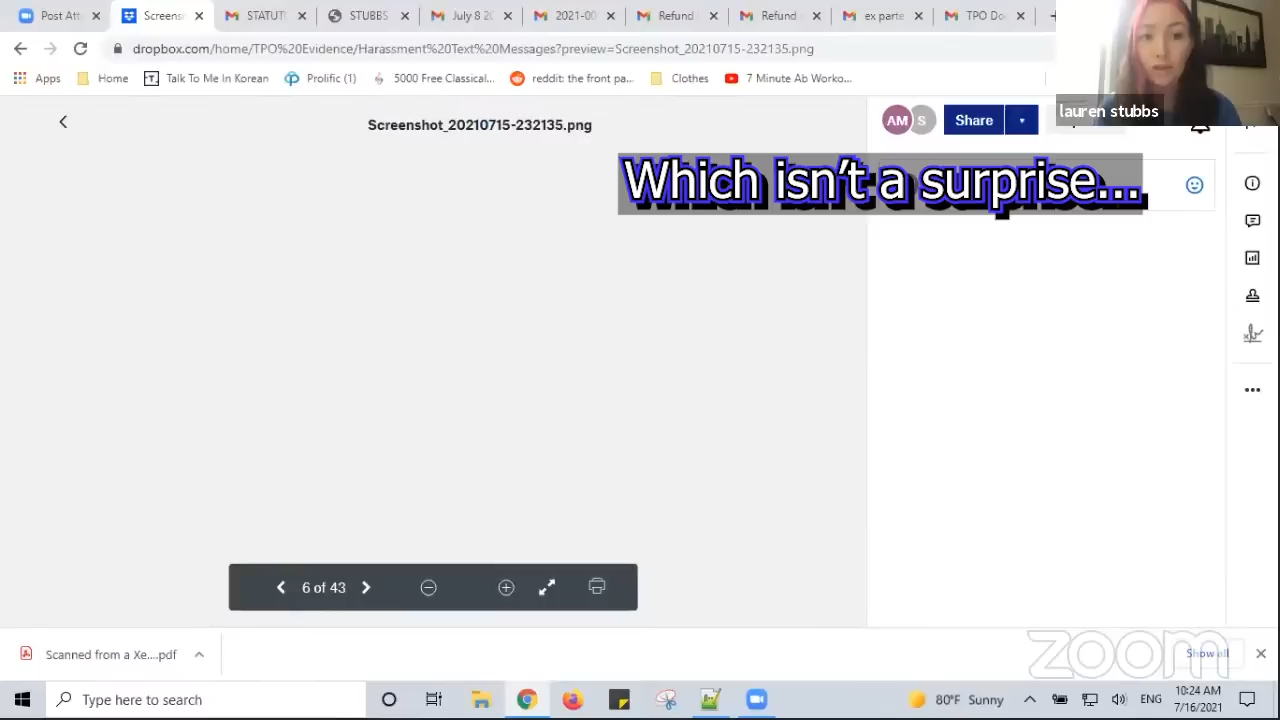 Post Att
Screensh
STATUT
STUBBS
July 8 20
2021-00
Refund
Refund
ex parte
TPO Do
dropbox.com/home/TPO%20Evidence/Harassment%20Text%20Messages?preview=Screenshot_20210715-232135.png
Apps
Home
Talk To Me In Korean
Prolific (1)
5000 Free Classical...
reddit: the front pa...
Clothes
7 Minute Ab Worko...
lauren stubbs
Screenshot_20210715-232135.png
AM
S
Share
Which isn't a surprise...
6 of 43
Scanned from a Xe....pdf
zoom
Show all
Type here to search
80°F Sunny
ENG
10:24 AM
7/16/2021